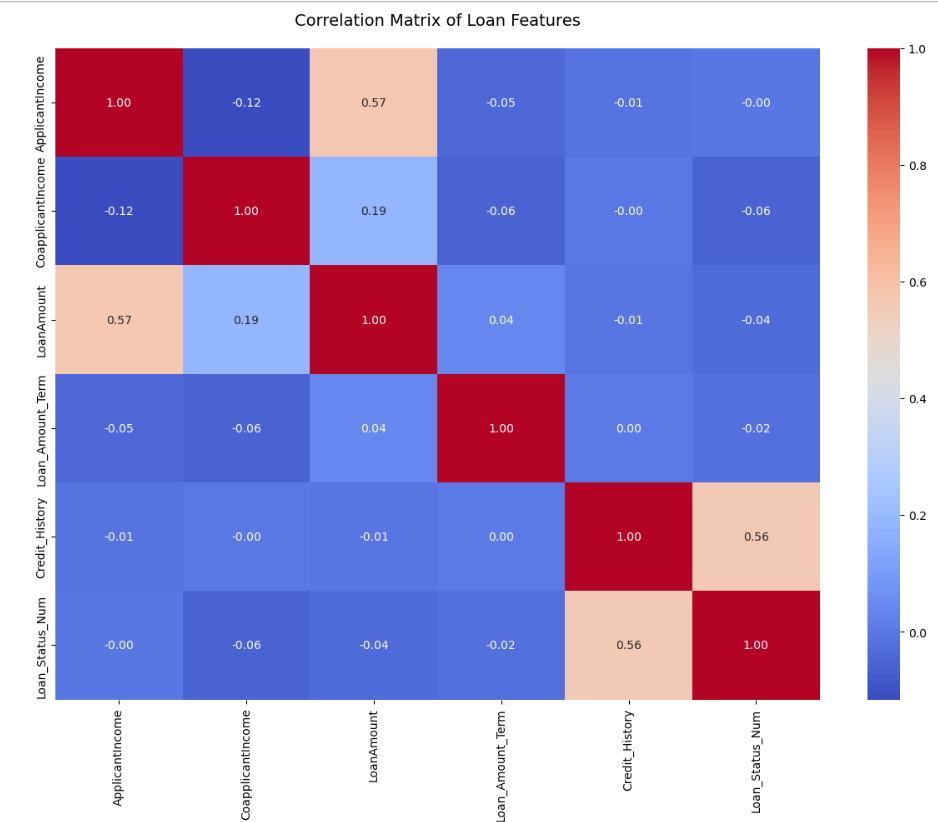 Correlation Matrix of Loan Features
ApplicantIncome 1.00 -0.12 0.57 -0.05 -0.01 -0.00
CoapplicantIncome -0.12 1.00 0.19 -0.06 -0.00 -0.06
LoanAmount 0.57 0.19 1.00 0.04 -0.01 -0.04
Loan_Amount_Term -0.05 -0.06 0.04 1.00 0.00 -0.02
Credit_History -0.01 -0.00 -0.01 0.00 1.00 0.56
Loan_Status_Num -0.00 -0.06 -0.04 -0.02 0.56 1.00
ApplicantIncome CoapplicantIncome LoanAmount Loan_Amount_Term Credit_History Loan_Status_Num
1.0
0.8
0.6
0.4
0.2
0.0